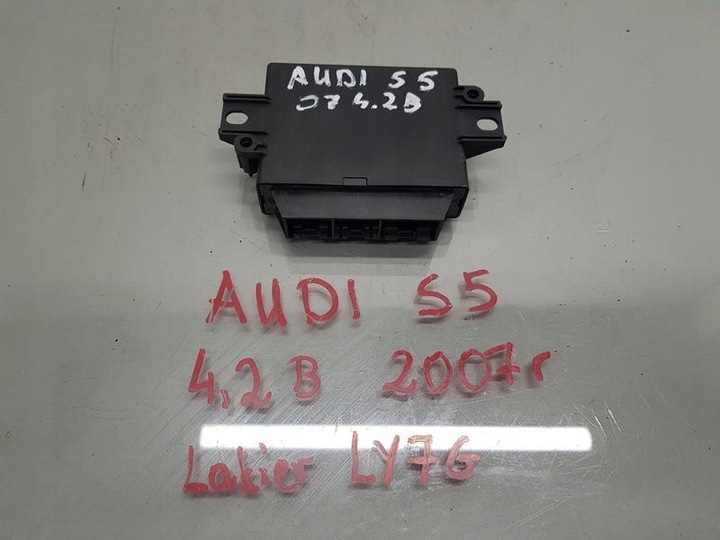 AUDI S5
07 4.2B
AUDI S5
4,2 B 2007r
Lakier LY7G